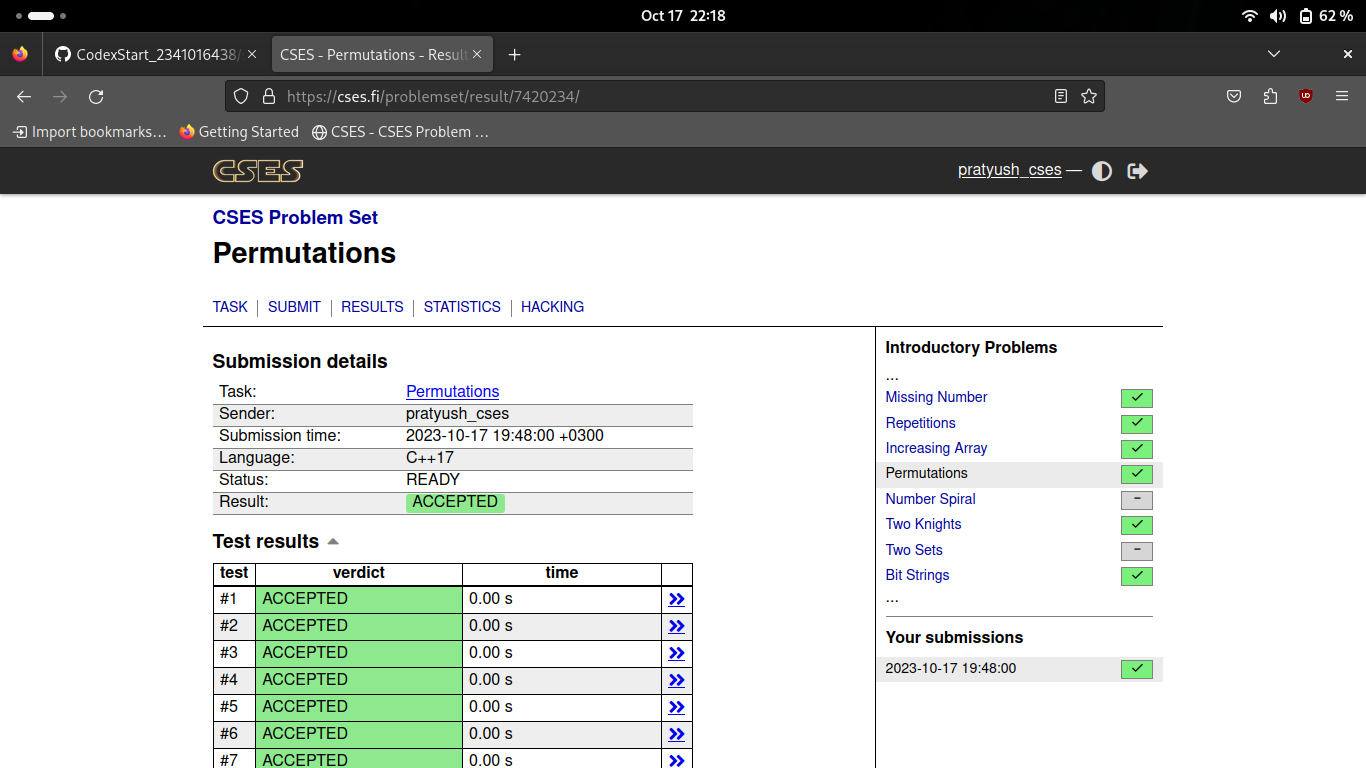 Oct 17 22:18
62 %
CodexStart_2341016438/
CSES - Permutations - Result
https://cses.fi/problemset/result/7420234/
Import bookmarks…
Getting Started
CSES - CSES Problem …
CSES
pratyush_cses —
CSES Problem Set
Permutations
TASK | SUBMIT | RESULTS | STATISTICS | HACKING
Submission details
Task: Permutations
Sender: pratyush_cses
Submission time: 2023-10-17 19:48:00 +0300
Language: C++17
Status: READY
Result: ACCEPTED
Test results
test verdict time
#1 ACCEPTED 0.00 s
#2 ACCEPTED 0.00 s
#3 ACCEPTED 0.00 s
#4 ACCEPTED 0.00 s
#5 ACCEPTED 0.00 s
#6 ACCEPTED 0.00 s
#7 ACCEPTED 0.00 s
Introductory Problems
...
Missing Number
Repetitions
Increasing Array
Permutations
Number Spiral –
Two Knights
Two Sets –
Bit Strings
...
Your submissions
2023-10-17 19:48:00